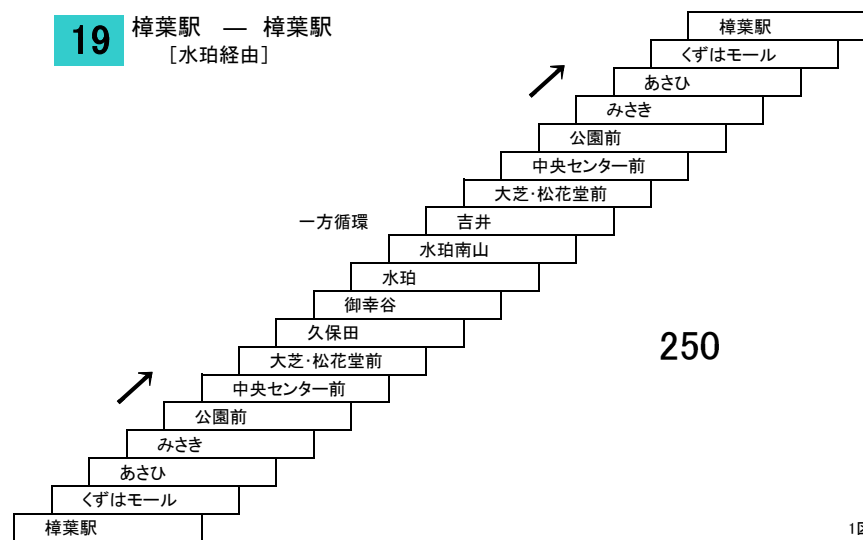 19
樟葉駅 ― 樟葉駅
[水珀経由]
樟葉駅
くずはモール
あさひ
みさき
公園前
中央センター前
大芝・松花堂前
一方循環
吉井
水珀南山
水珀
御幸谷
久保田
250
大芝・松花堂前
中央センター前
公園前
みさき
あさひ
くずはモール
樟葉駅
1区